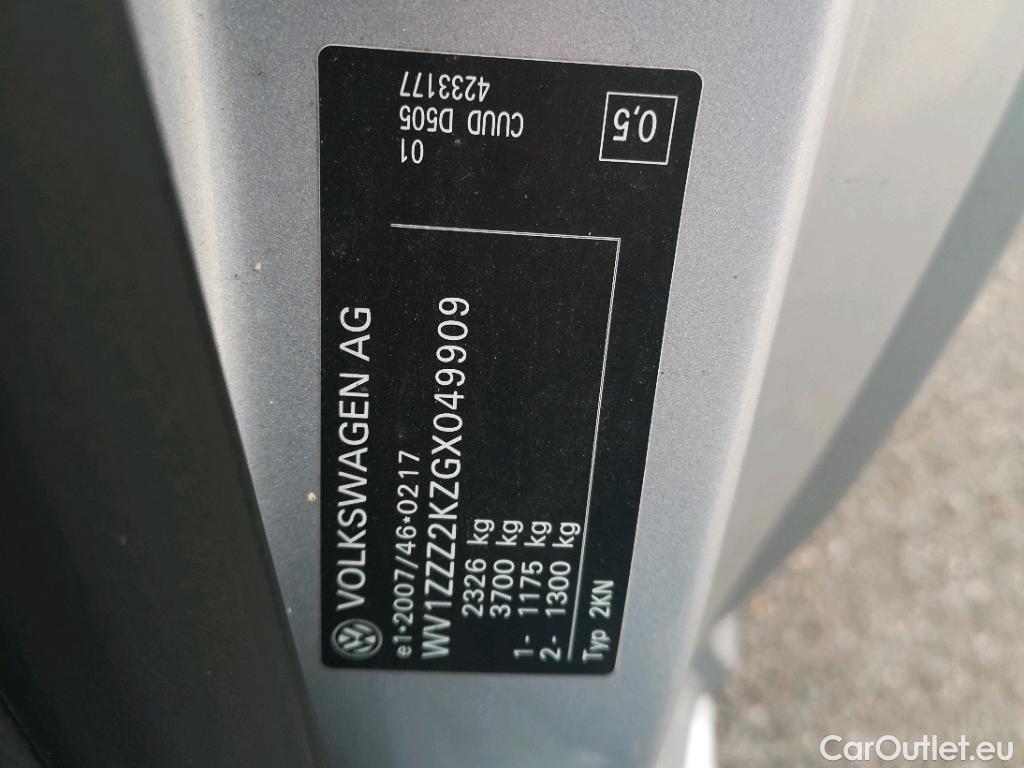 VOLKSWAGEN AG
e1*2007/46*0217
WV1ZZZ2KZGX049909
2326 kg
3700 kg
1- 1175 kg
2- 1300 kg
Typ 2KN
4233177
CUUD D505
01
0,5
CarOutlet.eu